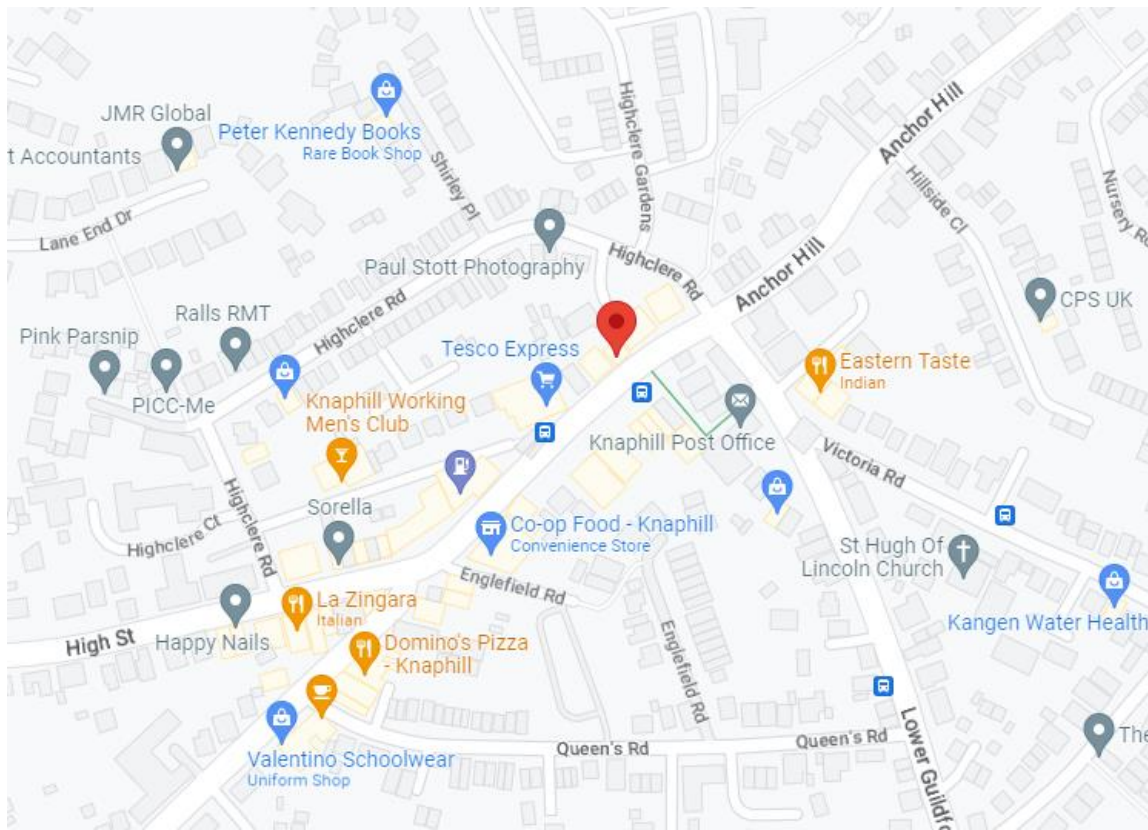 Anchor Hill
JMR Global
t Accountants
Peter Kennedy Books
Rare Book Shop
Shirley Pl
Highclere Gardens
Hillside Cl
Nursery Rd
Lane End Dr
Paul Stott Photography
Highclere Rd
Anchor Hill
CPS UK
Ralls RMT
Highclere Rd
Pink Parsnip
PICC-Me
Tesco Express
Eastern Taste
Indian
Knaphill Working
Men's Club
Knaphill Post Office
Victoria Rd
Highclere Rd
Highclere Ct
Sorella
Co-op Food - Knaphill
Convenience Store
St Hugh Of
Lincoln Church
Englefield Rd
La Zingara
Italian
Kangen Water Health
High St
Happy Nails
Domino's Pizza
- Knaphill
Englefield Rd
Valentino Schoolwear
Uniform Shop
Queen's Rd
Queen's Rd
Lower Guildfo
The